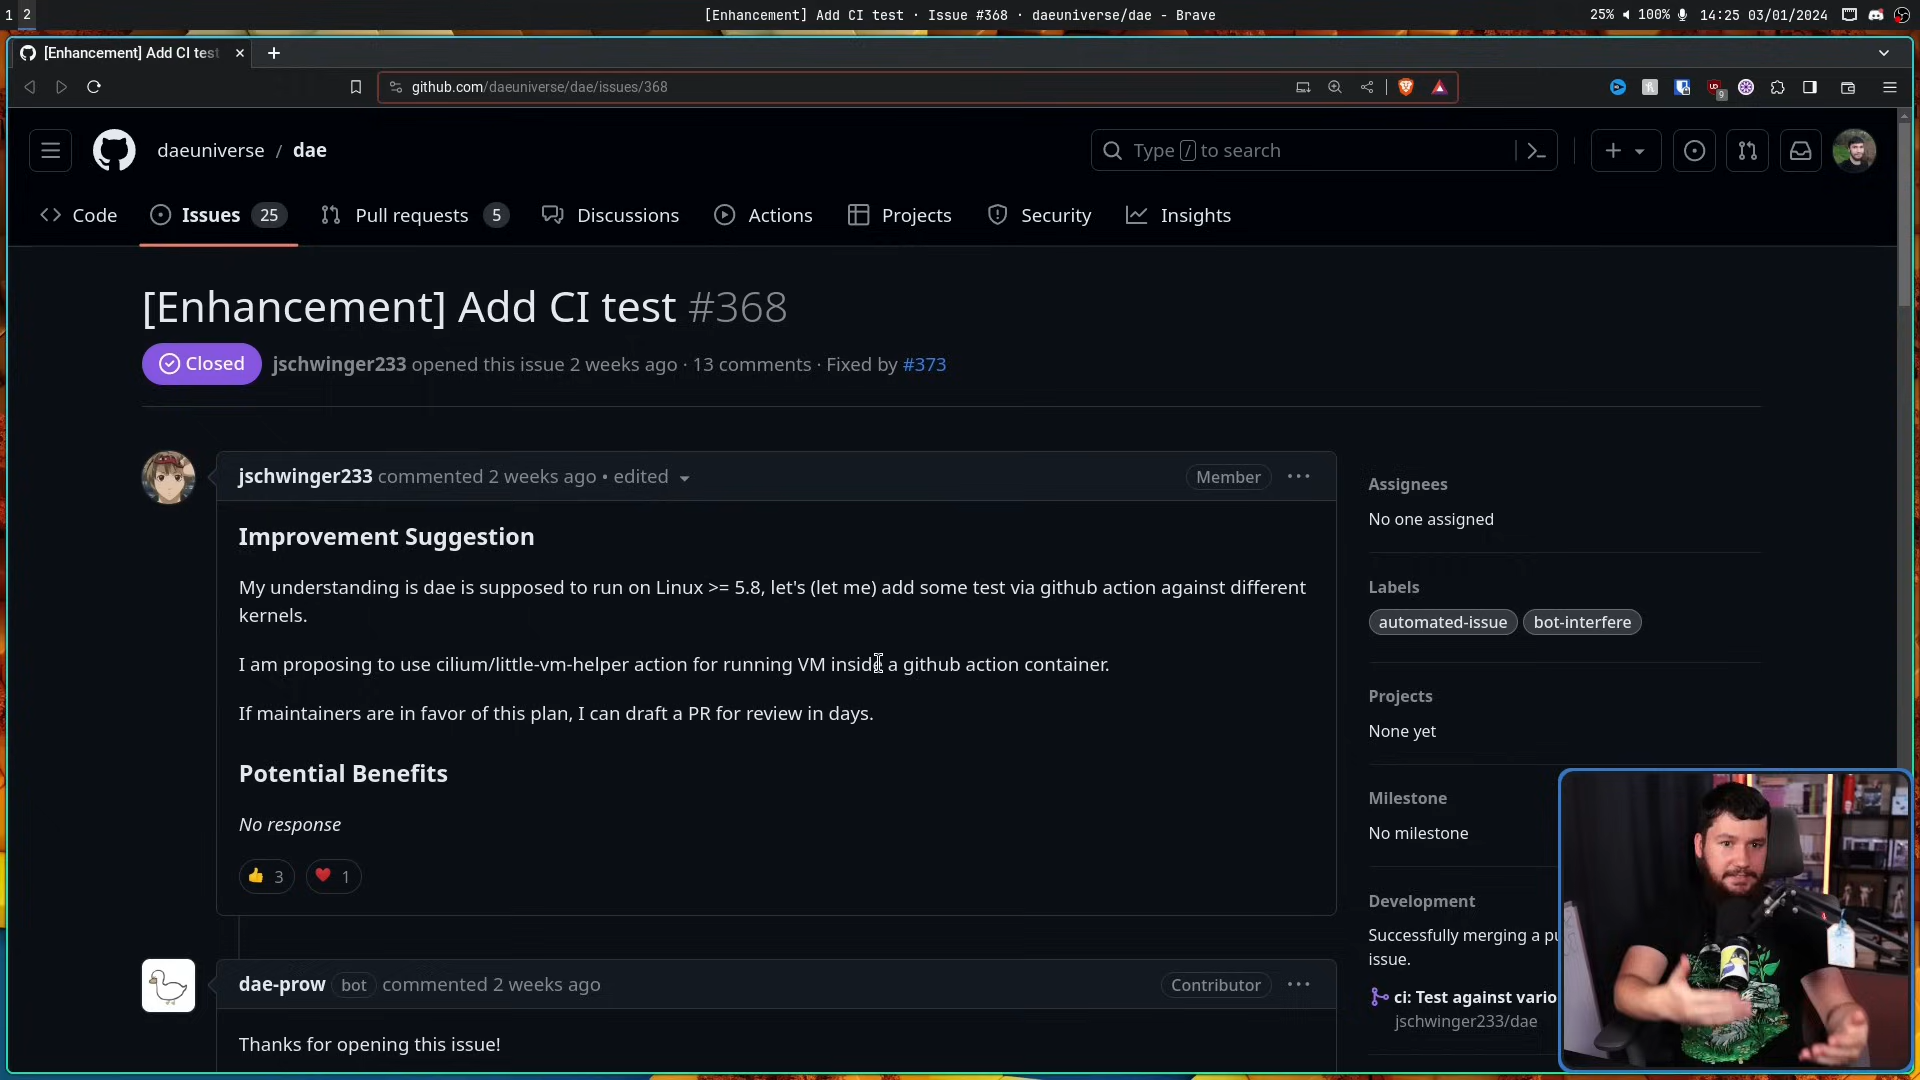 1 2
[Enhancement] Add CI test · Issue #368 · daeuniverse/dae - Brave
25% 100% 14:25 03/01/2024
[Enhancement] Add CI test
github.com/daeuniverse/dae/issues/368
9
daeuniverse / dae
Type / to search
Code
Issues 25
Pull requests 5
Discussions
Actions
Projects
Security
Insights
[Enhancement] Add CI test #368
Closed jschwinger233 opened this issue 2 weeks ago · 13 comments · Fixed by #373
jschwinger233 commented 2 weeks ago • edited
Member
Improvement Suggestion
My understanding is dae is supposed to run on Linux >= 5.8, let's (let me) add some test via github action against different
kernels.
I am proposing to use cilium/little-vm-helper action for running VM inside a github action container.
If maintainers are in favor of this plan, I can draft a PR for review in days.
Potential Benefits
No response
3 1
dae-prow bot commented 2 weeks ago
Contributor
Thanks for opening this issue!
Assignees
No one assigned
Labels
automated-issue bot-interfere
Projects
None yet
Milestone
No milestone
Development
Successfully merging a pu
issue.
ci: Test against vario
jschwinger233/dae